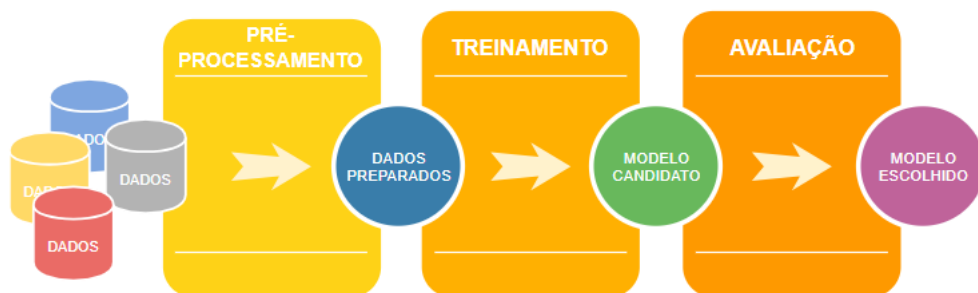 PRÉ-
PROCESSAMENTO
TREINAMENTO
AVALIAÇÃO
DADOS
DADOS
DADOS
PREPARADOS
MODELO
CANDIDATO
MODELO
ESCOLHIDO